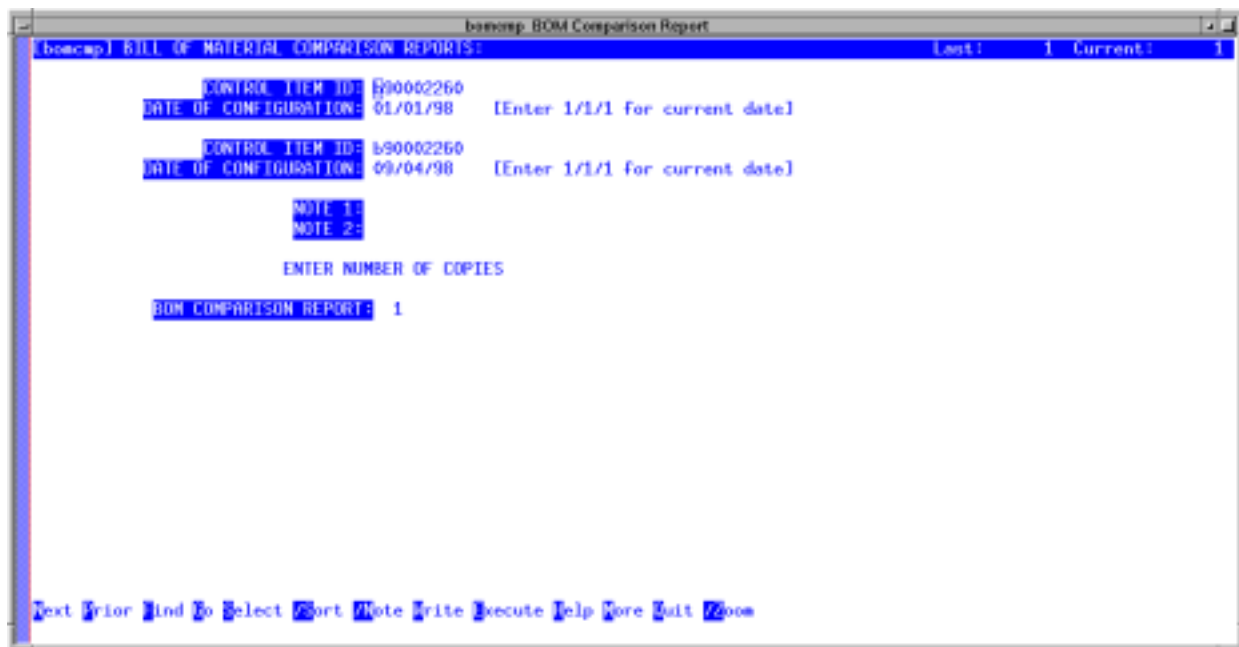 bomcmp BOM Comparison Report
[bomcmp] BILL OF MATERIAL COMPARISON REPORTS: Last: 1 Current: 1
CONTROL ITEM ID: b90002260
DATE OF CONFIGURATION: 01/01/98 [Enter 1/1/1 for current date]
CONTROL ITEM ID: b90002260
DATE OF CONFIGURATION: 09/04/98 [Enter 1/1/1 for current date]
NOTE 1:
NOTE 2:
ENTER NUMBER OF COPIES
BOM COMPARISON REPORT: 1
Next Prior Find Go Select /Sort /Note Write Execute Help More Quit /Zoom